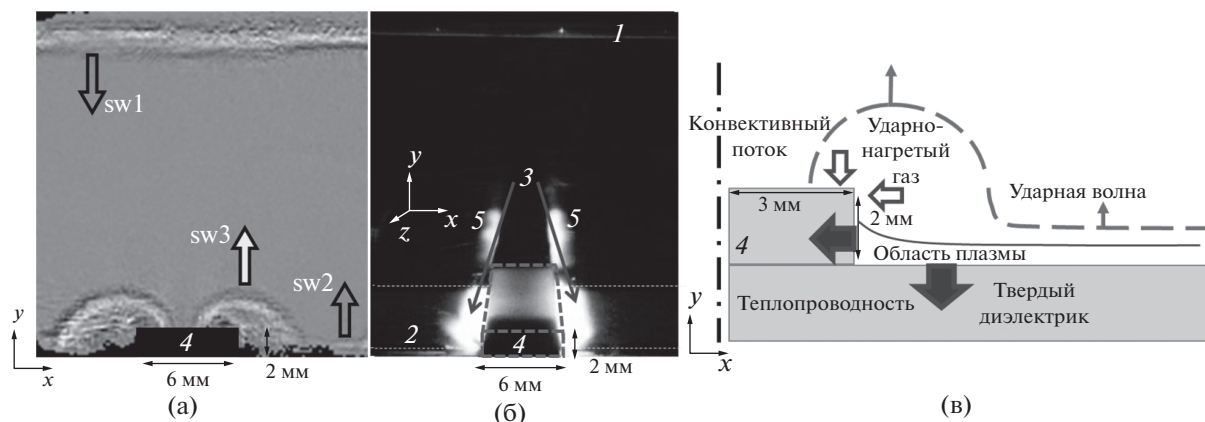 sw1
sw3
sw2
4
y
x
6 мм
2 мм
(а)
1
y
x
z
3
5
5
2
4
6 мм
2 мм
(б)
Конвективный
поток
Ударно-
нагретый
газ
Ударная волна
3 мм
2 мм
4
Область плазмы
Теплопроводность
Твердый
диэлектрик
y
x
(в)